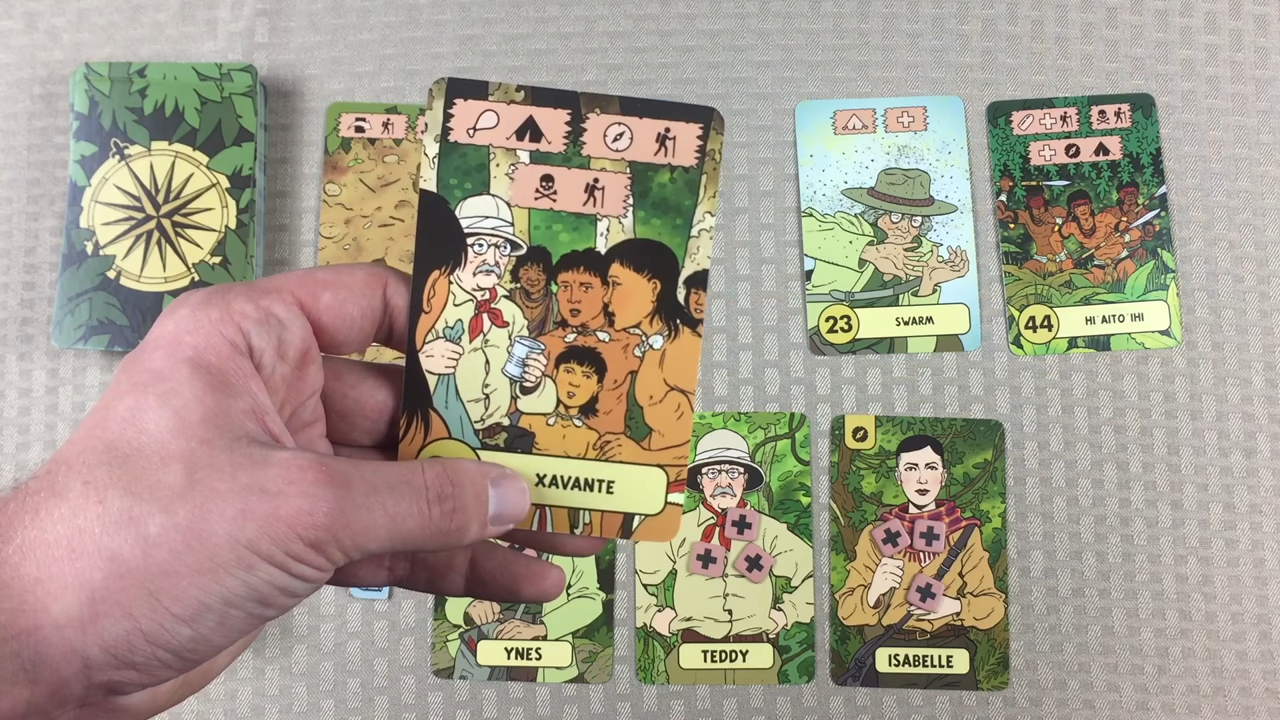 23 SWARM
44 HI'AITO'IHI
XAVANTE
YNES
TEDDY
ISABELLE